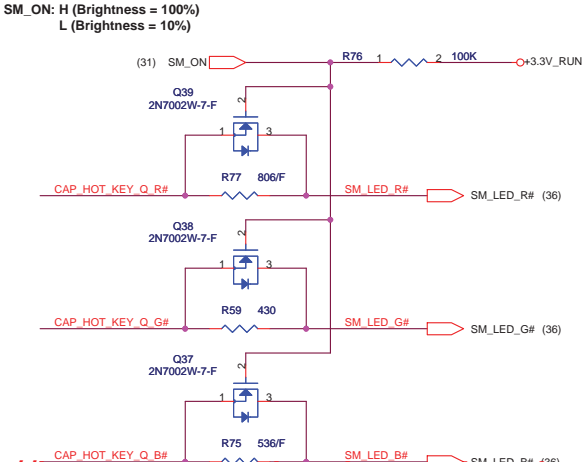 SM_ON: H (Brightness = 100%)
L (Brightness = 10%)
(31) SM_ON
R76 1 2 100K
+3.3V_RUN
Q39
2N7002W-7-F
2
1 3
R77 806/F
CAP_HOT_KEY_Q_R#
SM_LED_R#
SM_LED_R# (36)
Q38
2N7002W-7-F
2
1 3
R59 430
CAP_HOT_KEY_Q_G#
SM_LED_G#
SM_LED_G# (36)
Q37
2N7002W-7-F
2
1 3
R75 536/F
CAP_HOT_KEY_Q_B#
SM_LED_B#
SM_LED_B# (36)